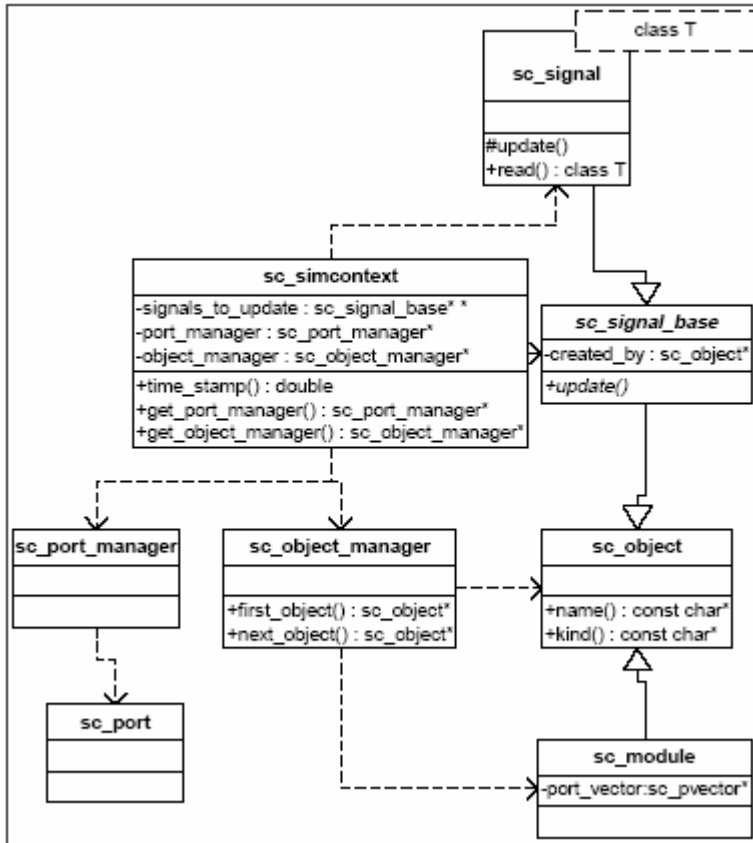 class T
sc_signal
#update()
+read() : class T
sc_simcontext
-signals_to_update : sc_signal_base* *
-port_manager : sc_port_manager*
-object_manager : sc_object_manager*
+time_stamp() : double
+get_port_manager() : sc_port_manager*
+get_object_manager() : sc_object_manager*
sc_signal_base
-created_by : sc_object*
+update()
sc_port_manager
sc_object_manager
+first_object() : sc_object*
+next_object() : sc_object*
sc_object
+name() : const char*
+kind() : const char*
sc_port
sc_module
-port_vector:sc_pvector*